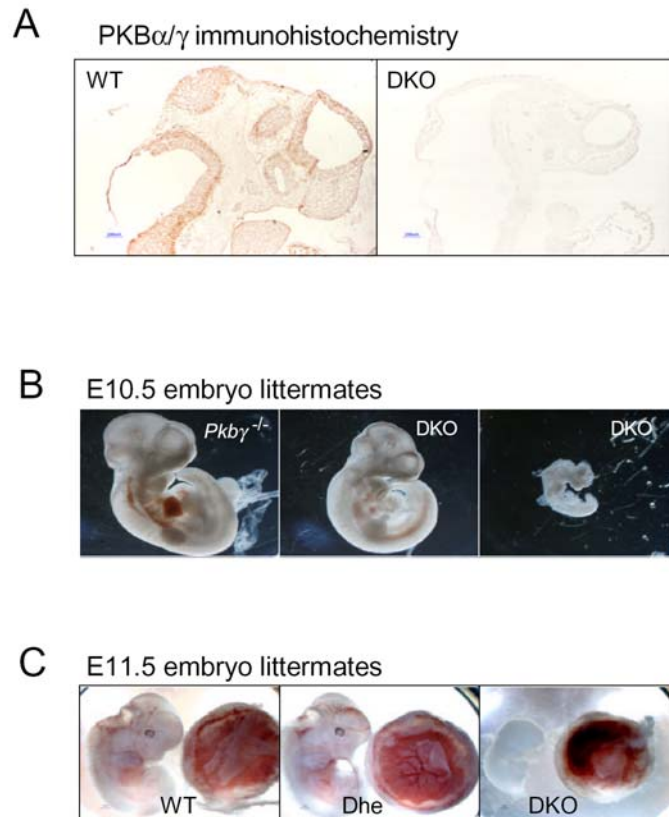 A
PKBα/γ immunohistochemistry
WT
DKO
B
E10.5 embryo littermates
Pkbγ-/-
DKO
DKO
C
E11.5 embryo littermates
WT
Dhe
DKO